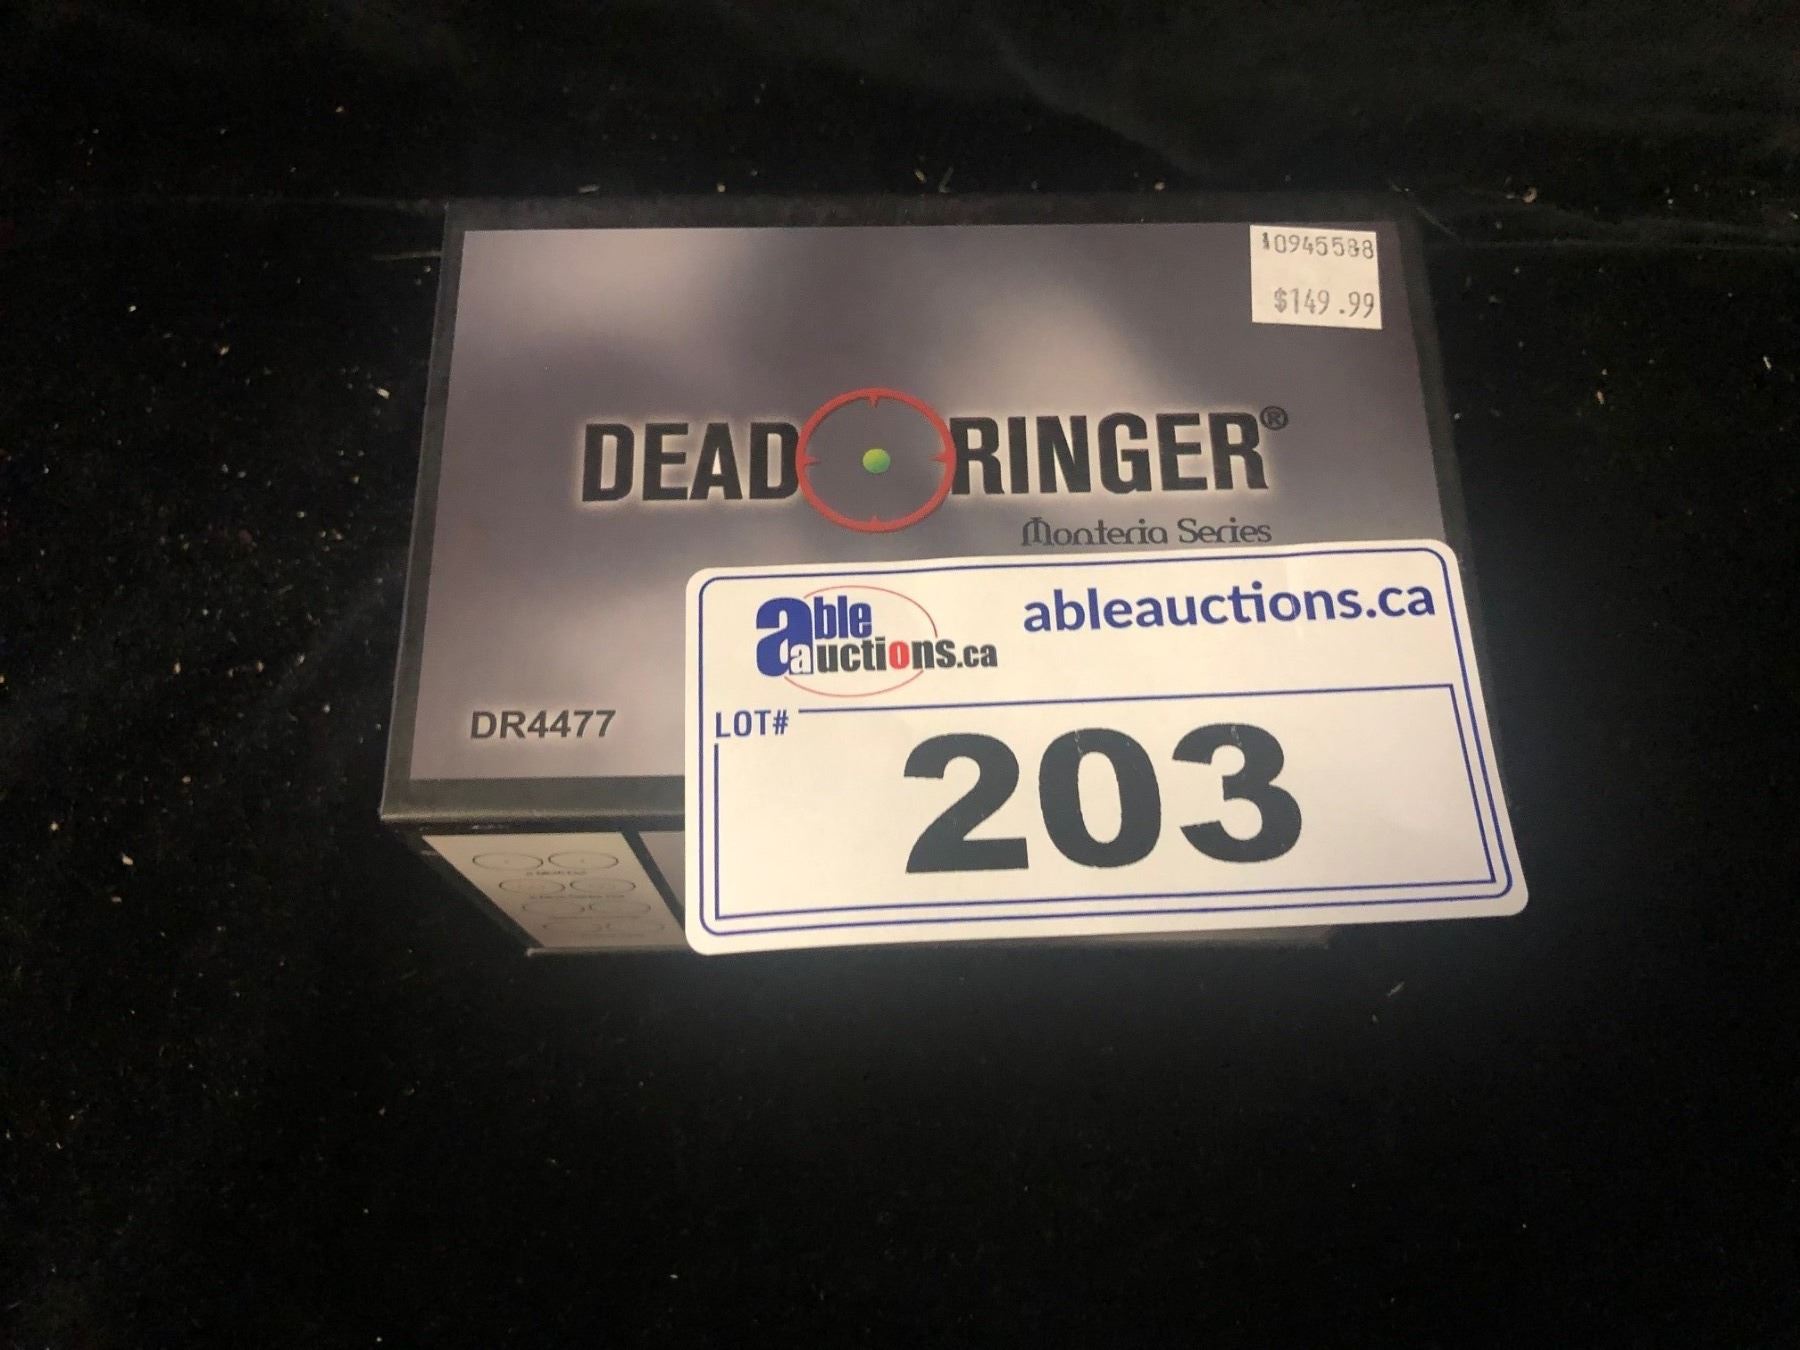 10945588
$149.99
DEAD RINGER®
Monteria Series
able auctions.ca
ableauctions.ca
DR4477
LOT#
203